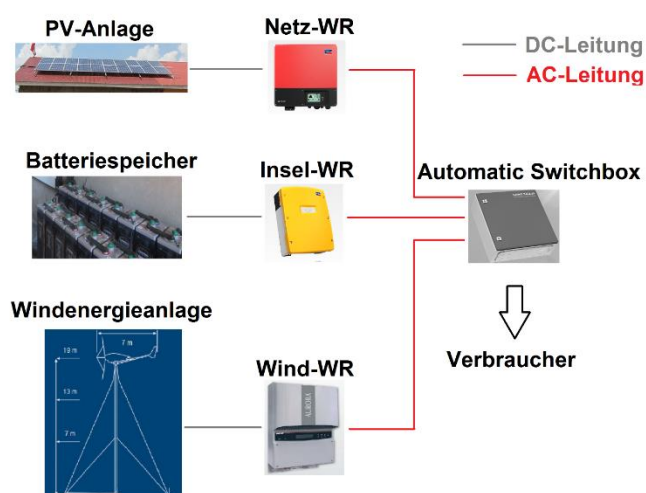 PV-Anlage
Netz-WR
DC-Leitung
AC-Leitung
Batteriespeicher
Insel-WR
Automatic Switchbox
Windenergieanlage
7 m
19 m
13 m
7 m
Wind-WR
AURORA
Verbraucher